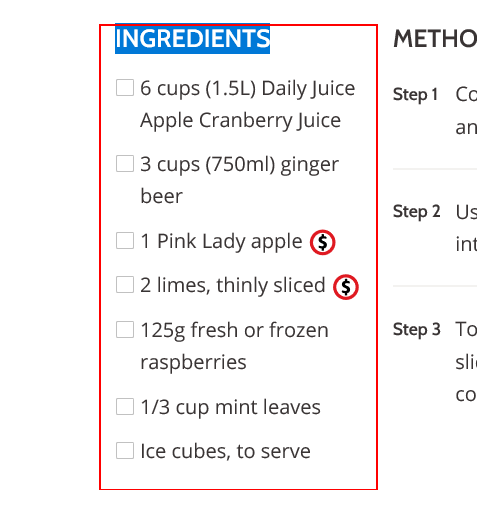 INGREDIENTS
6 cups (1.5L) Daily Juice
Apple Cranberry Juice
3 cups (750ml) ginger
beer
1 Pink Lady apple $
2 limes, thinly sliced $
125g fresh or frozen
raspberries
1/3 cup mint leaves
Ice cubes, to serve
METHO
Step 1 Co
an
Step 2 Us
int
Step 3 To
sli
co